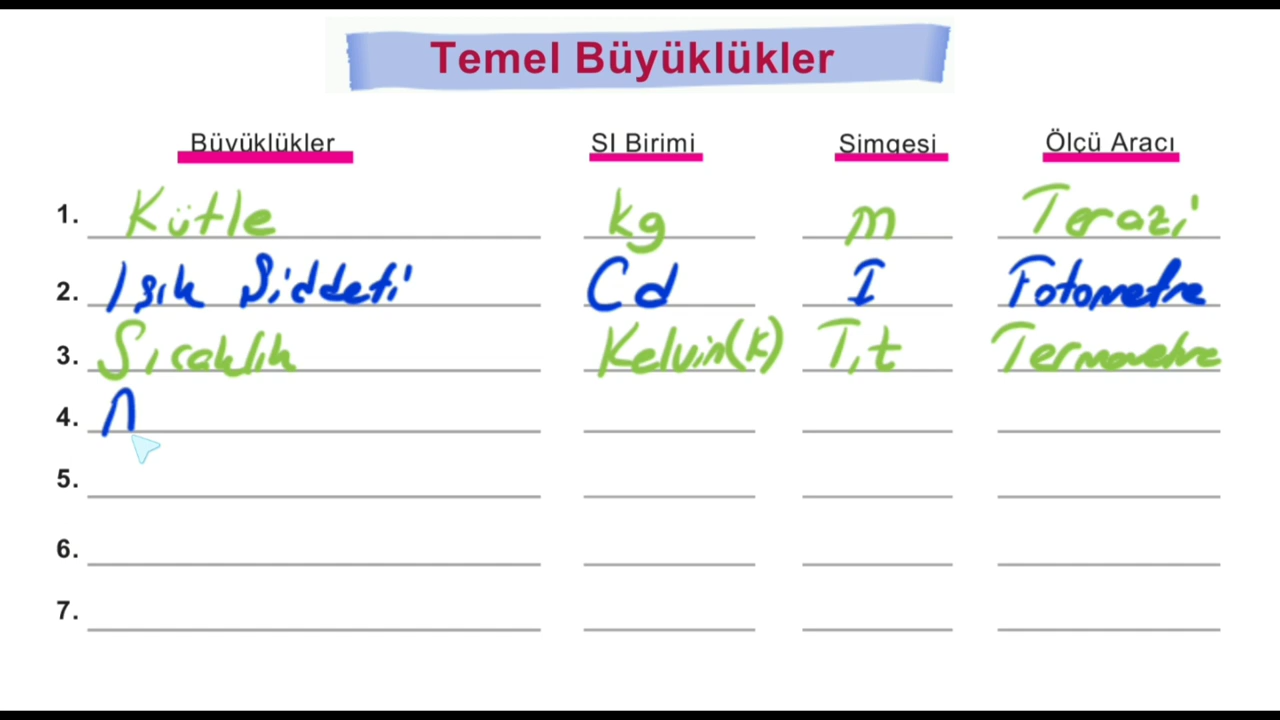 Temel Büyüklükler
Büyüklükler SI Birimi Simgesi Ölçü Aracı
1. Kütle kg m Terazi
2. Işık Şiddeti Cd I Fotometre
3. Sıcaklık Kelvin(K) T,t Termometre
4.
5.
6.
7.